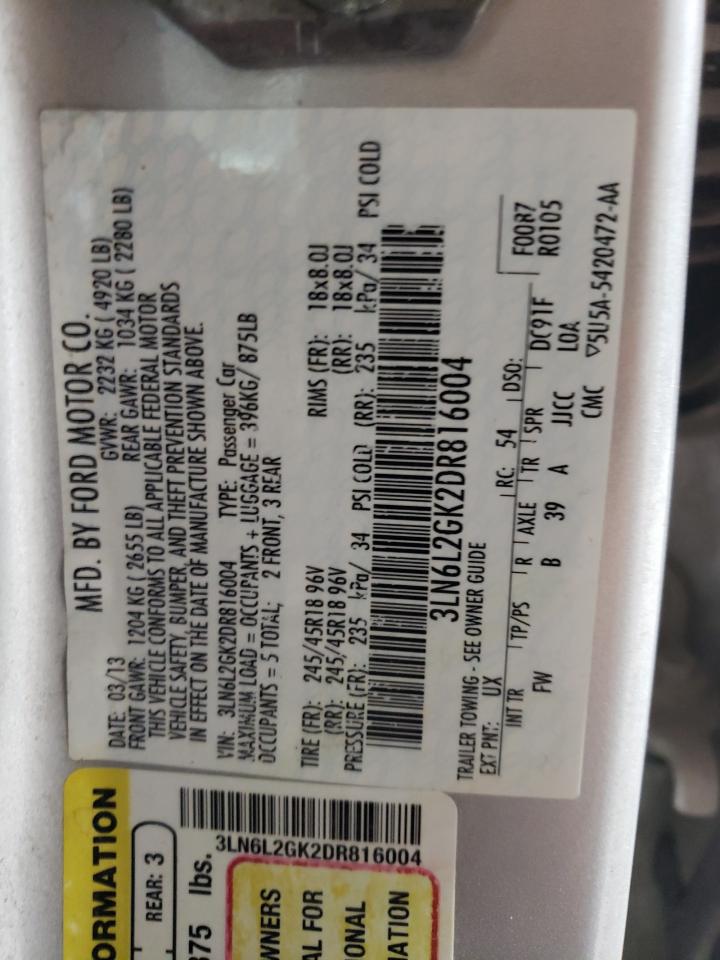 MFD. BY FORD MOTOR CO.
DATE: 03/13 GVWR: 2232 KG ( 4920 LB)
FRONT GAWR: 1204 KG ( 2655 LB) REAR GAWR: 1034 KG ( 2280 LB)
THIS VEHICLE CONFORMS TO ALL APPLICABLE FEDERAL MOTOR
VEHICLE SAFETY, BUMPER, AND THEFT PREVENTION STANDARDS
IN EFFECT ON THE DATE OF MANUFACTURE SHOWN ABOVE.
VIN: 3LN6L2GK2DR816004 TYPE: Passenger Car
MAXIMUM LOAD = OCCUPANTS + LUGGAGE = 396KG/ 875LB
OCCUPANTS = 5 TOTAL; 2 FRONT, 3 REAR
TIRE (FR): 245/45R18 96V RIMS (FR): 18x8.0J
(RR): 245/45R18 96V (RR): 18x8.0J
PRESSURE (FR): 235 kPa/ 34 PSI COLD (RR): 235 kPa/ 34 PSI COLD
3LN6L2GK2DR816004
TRAILER TOWING - SEE OWNER GUIDE
EXT PNT: UX RC: 54 DSO: F00R7
R0105
INT TR TP/PS R AXLE TR SPR DC91F
FW B 39 A JJCC L0A
CMC ▽5U5A-5420472-AA
ORMATION
REAR: 3
875 lbs.
3LN6L2GK2DR816004
WNERS
AL FOR
ONAL
ATION